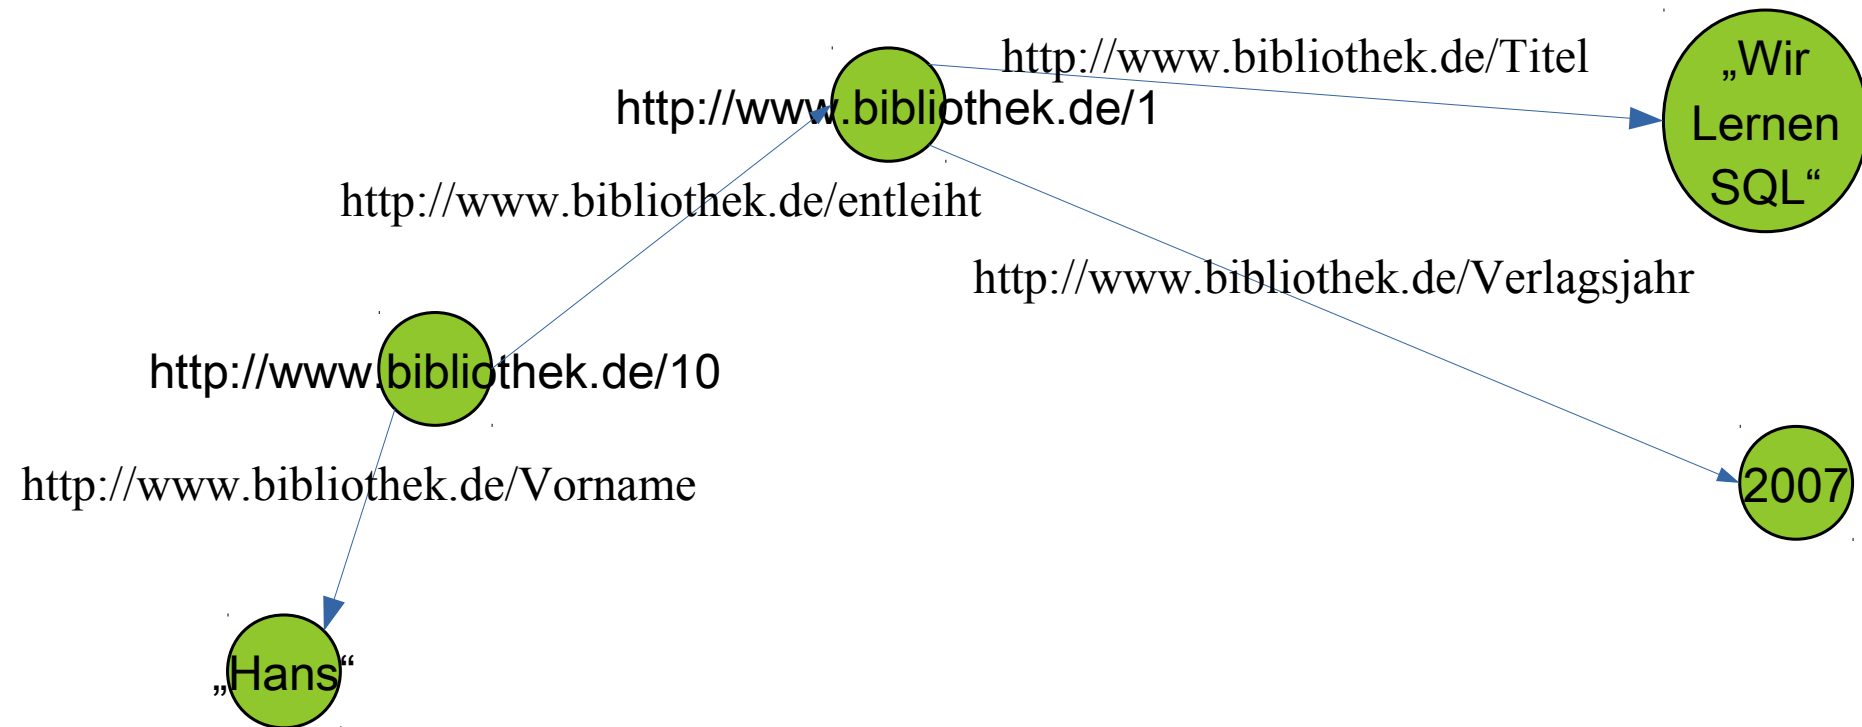 http://www.bibliothek.de/Titel
„Wir
Lernen
SQL“
http://www.bibliothek.de/1
http://www.bibliothek.de/entleiht
http://www.bibliothek.de/Verlagsjahr
http://www.bibliothek.de/10
http://www.bibliothek.de/Vorname
2007
„Hans“